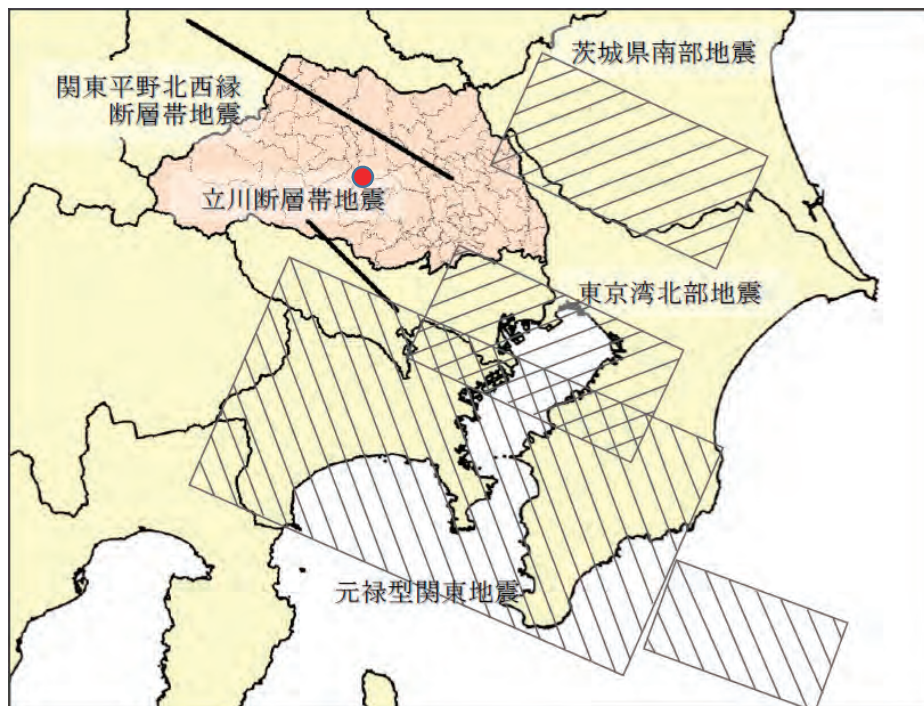 茨城県南部地震
関東平野北西縁
断層帯地震
立川断層帯地震
東京湾北部地震
元禄型関東地震